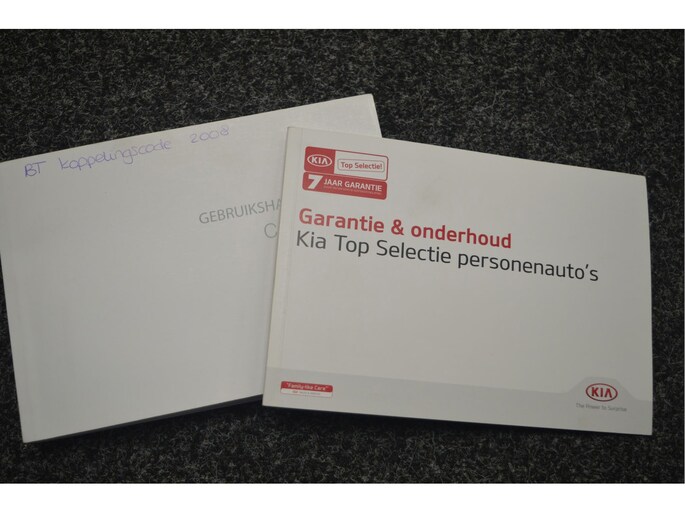 BT Koppelingscode 2008
GEBRUIKSHA
C
KIA
Top Selectie!
7 JAAR GARANTIE
Garantie & onderhoud
Kia Top Selectie personenauto's
"Family-like Care"
KIA
The Power to Surprise